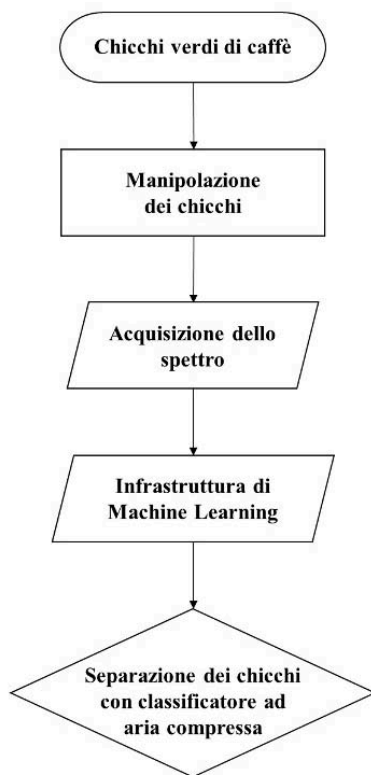 Chicchi verdi di caffè
Manipolazione
dei chicchi
Acquisizione dello
spettro
Infrastruttura di
Machine Learning
Separazione dei chicchi
con classificatore ad
aria compressa